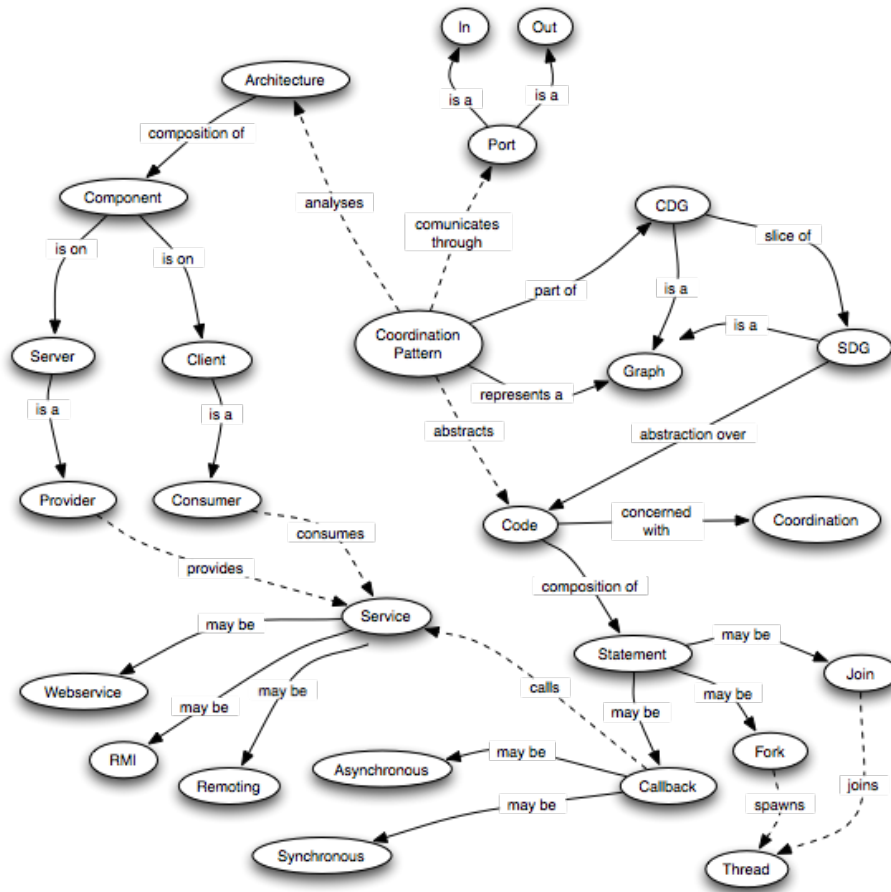 In
Out
Architecture
is a
is a
composition of
Port
Component
analyses
comunicates
through
CDG
slice of
is on
is on
part of
is a
Coordination
Pattern
is a
Server
Client
SDG
Graph
represents a
is a
is a
abstracts
abstraction over
Provider
Consumer
Code
concerned
with
Coordination
consumes
provides
composition of
Service
may be
Statement
may be
Webservice
calls
Join
may be
may be
may be
may be
RMI
Remoting
Asynchronous
may be
Callback
Fork
may be
spawns
joins
Synchronous
Thread